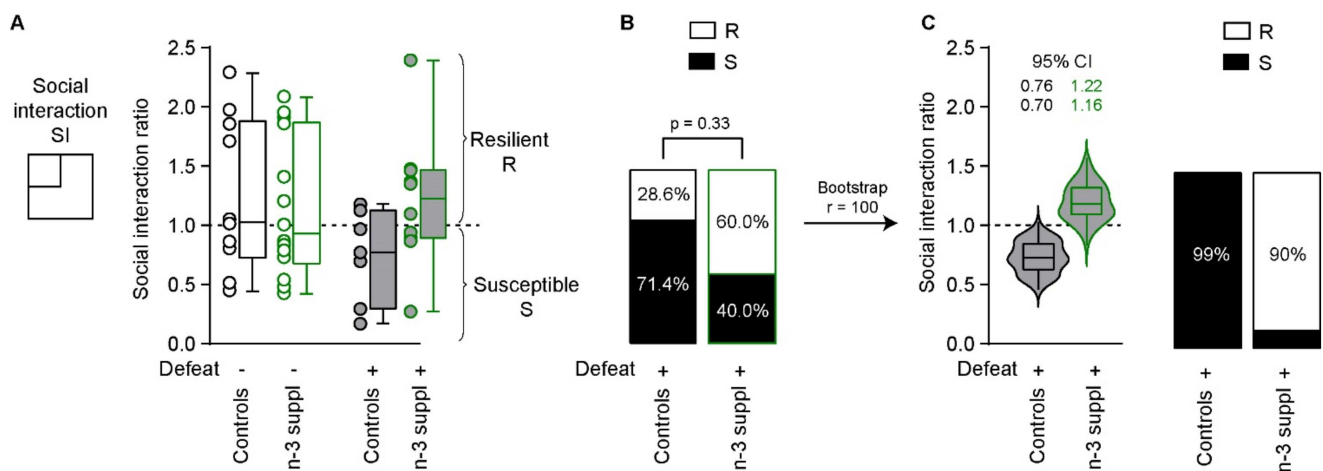 A
Social
interaction
SI
Social interaction ratio
2.5
2.0
1.5
1.0
0.5
0.0
Resilient
R
Susceptible
S
Defeat - - + +
Controls
n-3 suppl
Controls
n-3 suppl
B
R
S
p = 0.33
28.6%
71.4%
60.0%
40.0%
Defeat + +
Controls
n-3 suppl
Bootstrap
r = 100
C
Social interaction ratio
2.5
2.0
1.5
1.0
0.5
0.0
95% CI
0.76 1.22
0.70 1.16
Defeat + +
Controls
n-3 suppl
R
S
99%
90%
+ +
Controls
n-3 suppl